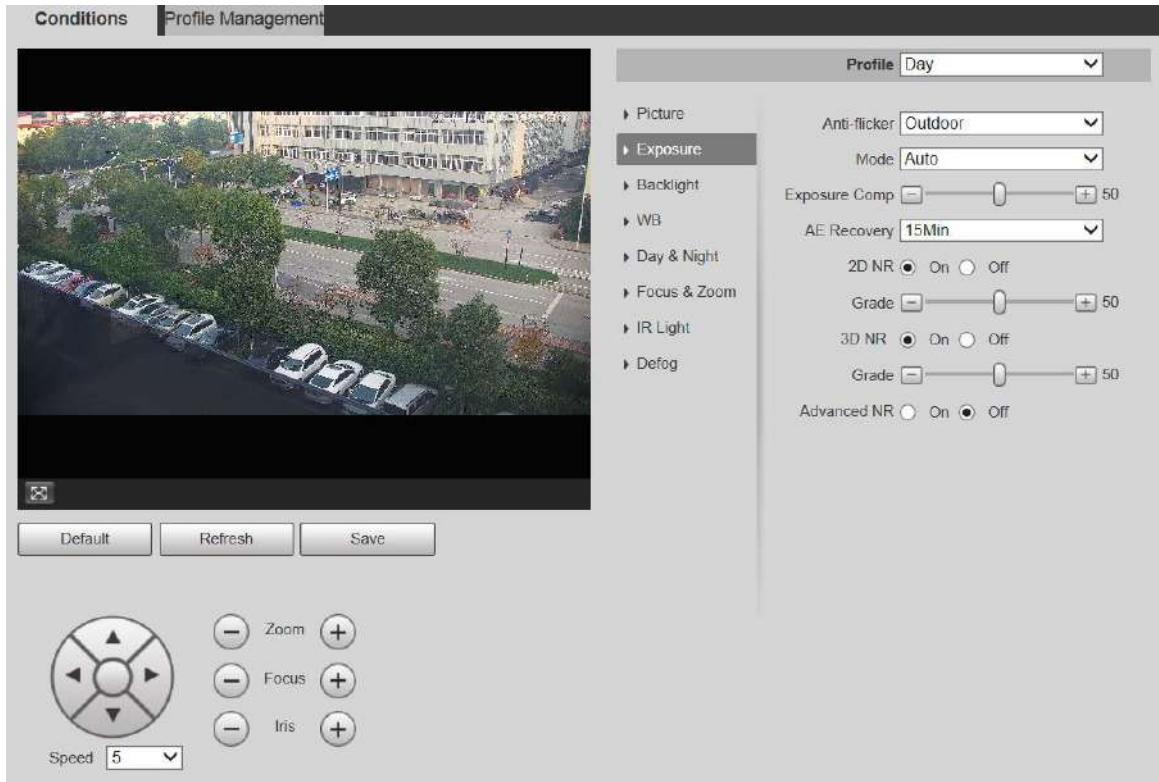 Conditions Profile Management
Profile Day
Picture
Exposure
Backlight
WB
Day & Night
Focus & Zoom
IR Light
Defog
Anti-flicker Outdoor
Mode Auto
Exposure Comp 50
AE Recovery 15Min
2D NR On Off
Grade 50
3D NR On Off
Grade 50
Advanced NR On Off
Default Refresh Save
Zoom
Focus
Iris
Speed 5